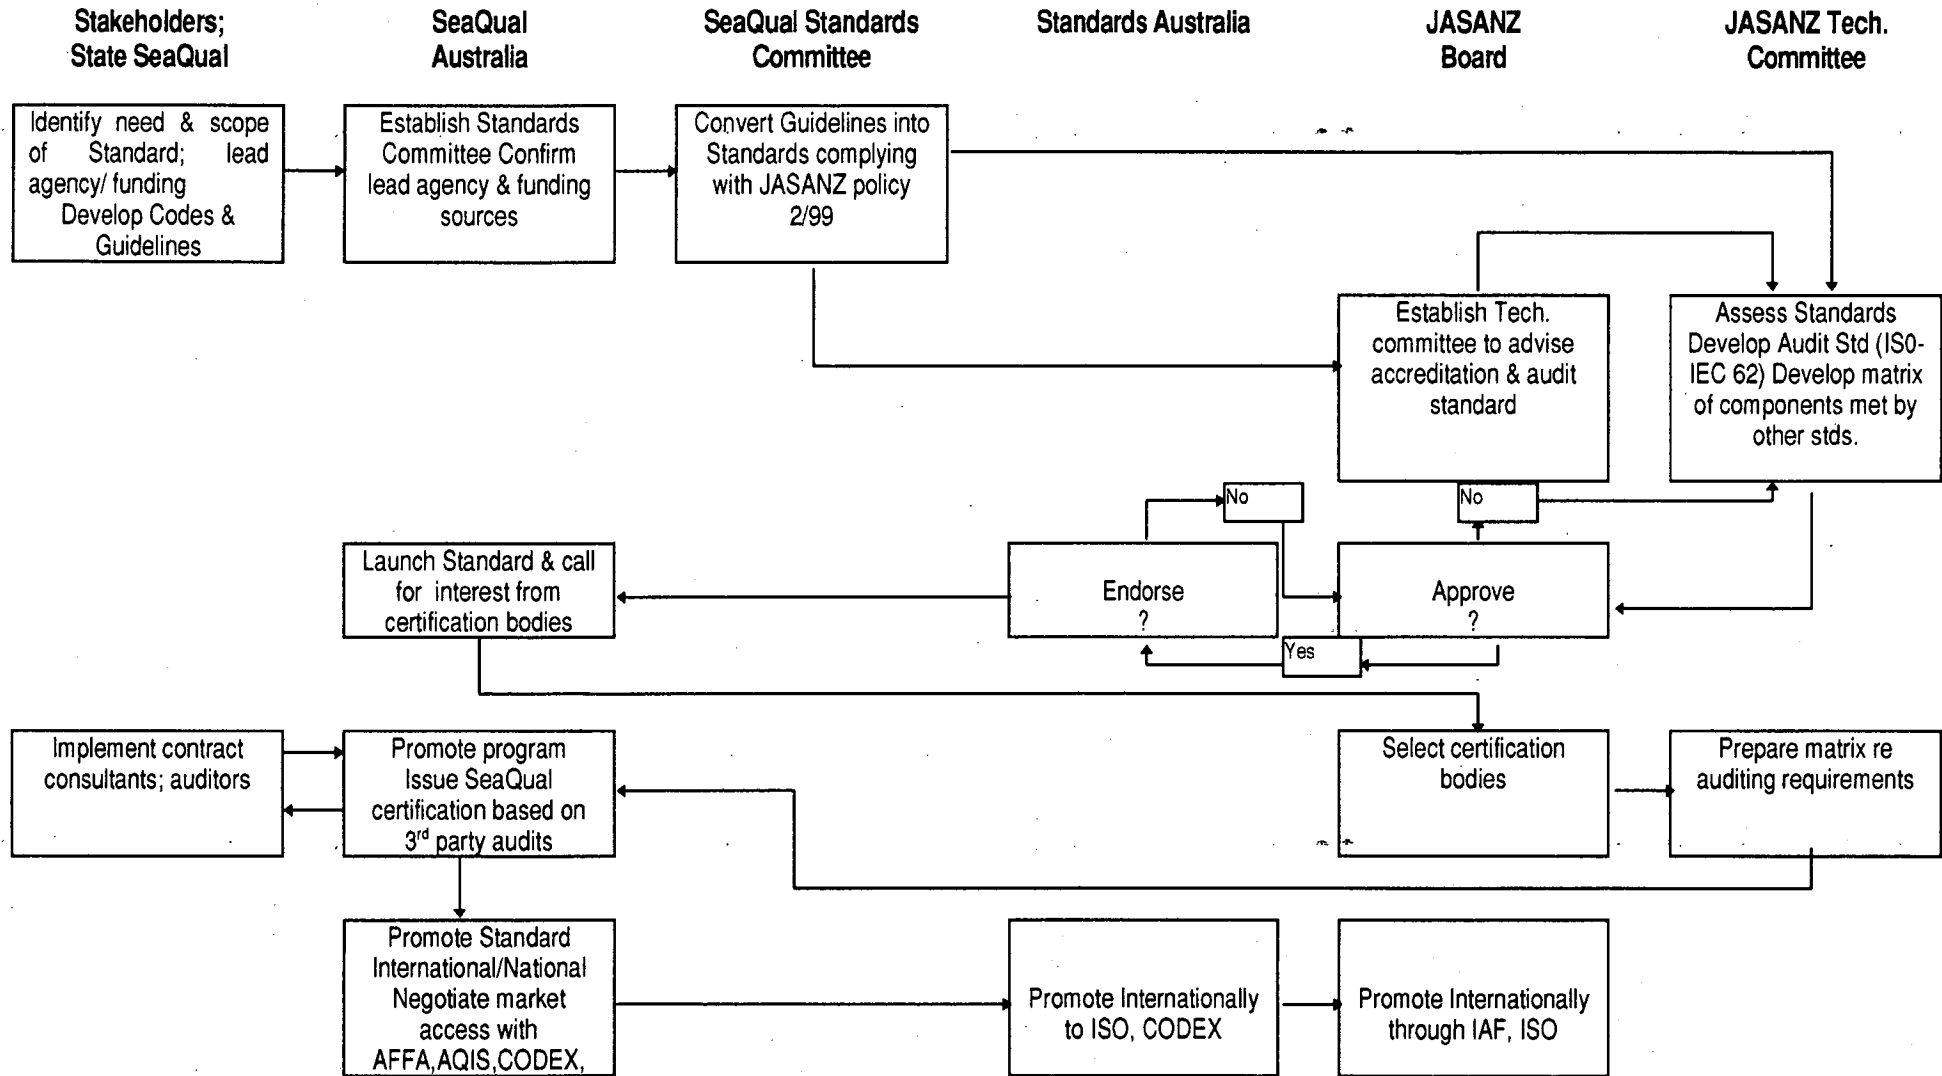 Stakeholders;
State SeaQual
SeaQual
Australia
SeaQual Standards
Committee
Standards Australia
JASANZ
Board
JASANZ Tech.
Committee
Identify need & scope
of Standard; lead
agency/ funding
Develop Codes &
Guidelines
Establish Standards
Committee Confirm
lead agency & funding
sources
Convert Guidelines into
Standards complying
with JASANZ policy
2/99
Establish Tech.
committee to advise
accreditation & audit
standard
Assess Standards
Develop Audit Std (IS0-
IEC 62) Develop matrix
of components met by
other stds.
No
No
Launch Standard & call
for interest from
certification bodies
Endorse
?
Approve
?
Yes
Implement contract
consultants; auditors
Promote program
Issue SeaQual
certification based on
3rd party audits
Select certification
bodies
Prepare matrix re
auditing requirements
Promote Standard
International/National
Negotiate market
access with
AFFA,AQIS,CODEX,
Promote Internationally
to ISO, CODEX
Promote Internationally
through IAF, ISO